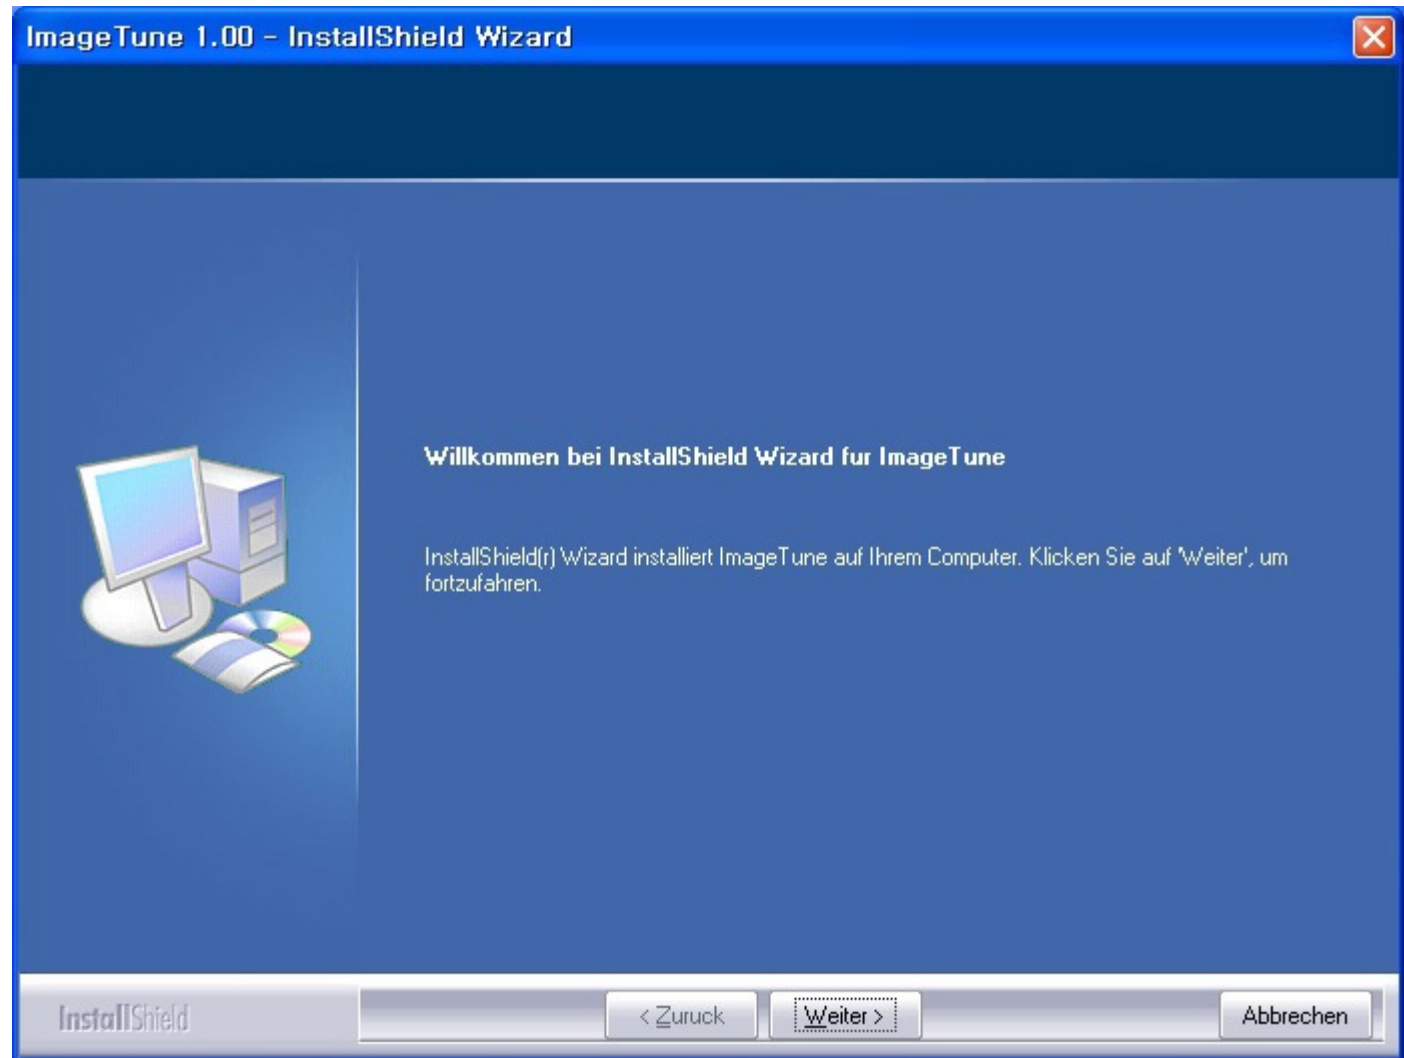 ImageTune 1.00 - InstallShield Wizard
Willkommen bei InstallShield Wizard fur ImageTune
InstallShield(r) Wizard installiert ImageTune auf Ihrem Computer. Klicken Sie auf 'Weiter', um
fortzufahren.
InstallShield
< Zuruck
Weiter >
Abbrechen